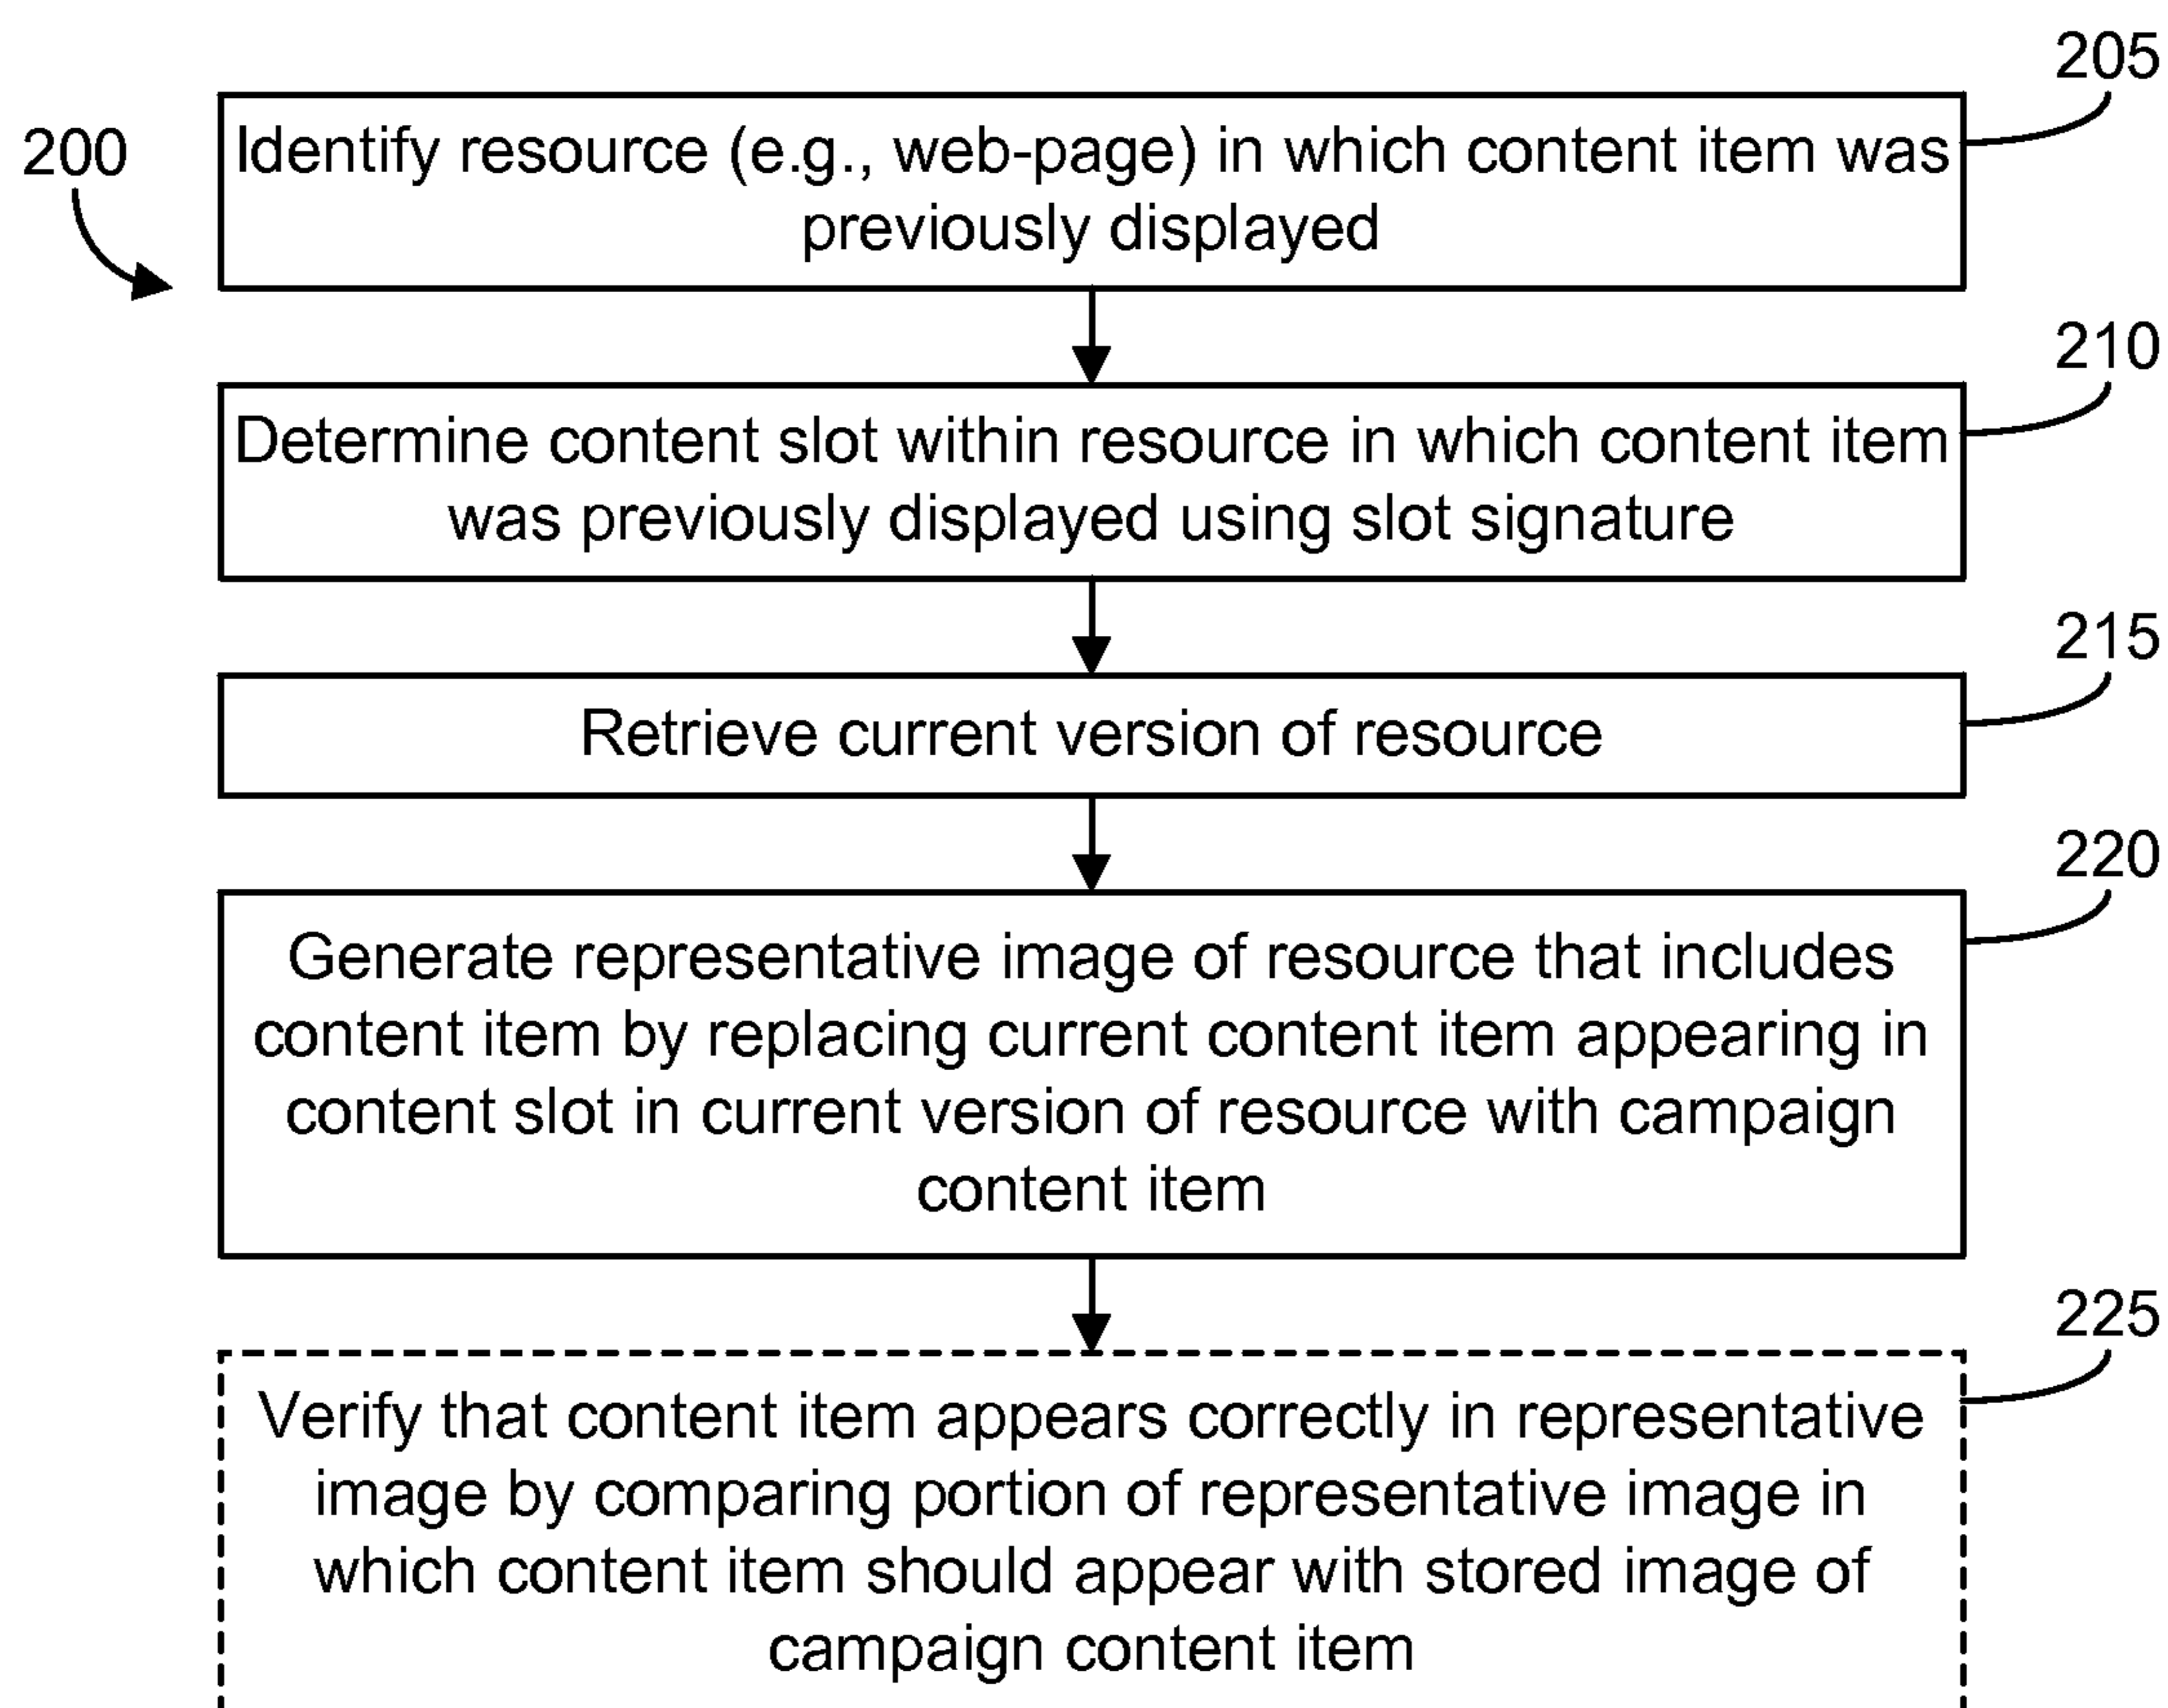 205
200
Identify resource (e.g., web-page) in which content item was
previously displayed
210
Determine content slot within resource in which content item
was previously displayed using slot signature
215
Retrieve current version of resource
220
Generate representative image of resource that includes
content item by replacing current content item appearing in
content slot in current version of resource with campaign
content item
225
Verify that content item appears correctly in representative
image by comparing portion of representative image in
which content item should appear with stored image of
campaign content item